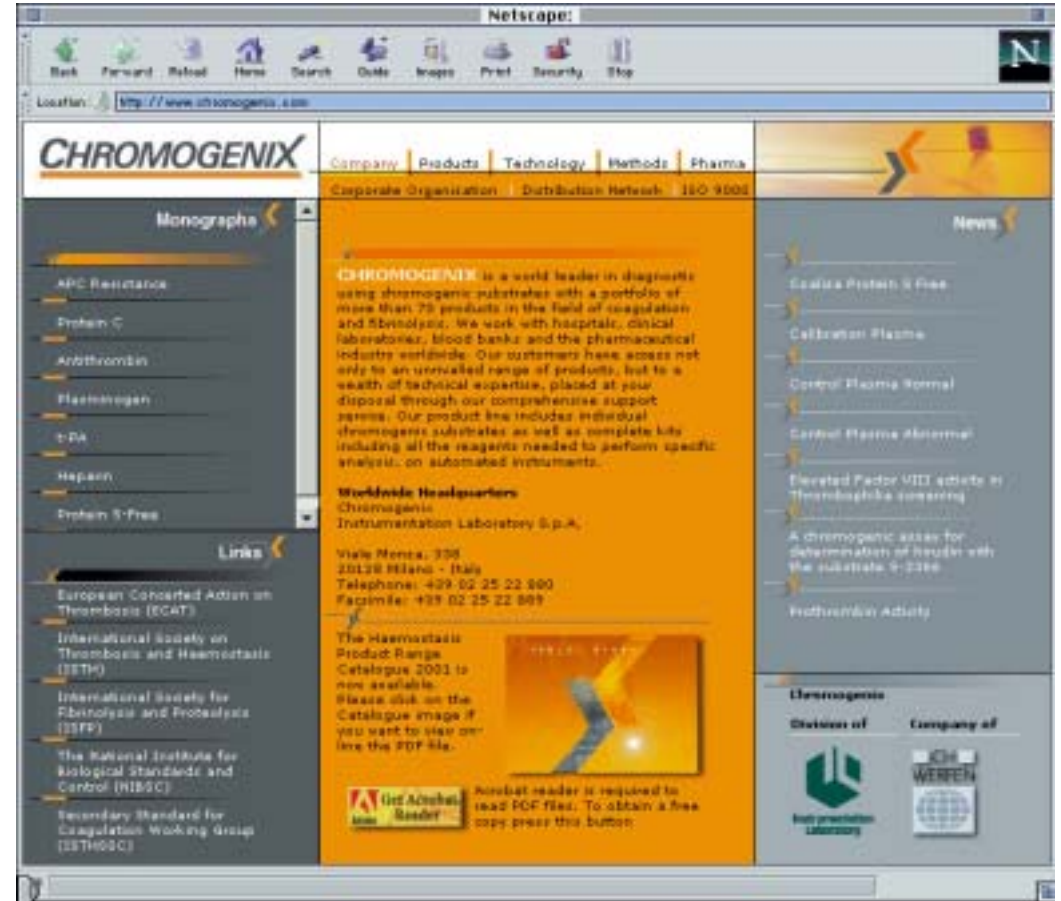 Netscape:
Back Forward Reload Home Search Guide Images Print Security Stop
N
Location: http://www.chromogenix.com
CHROMOGENIX
Company Products Technology Methods Pharma
Corporate Organisation Distribution Network ISO 9000
Monographs
APC Resistance
Protein C
Antithrombin
Plasminogen
t-PA
Heparin
Protein S-Free
Links
European Concerted Action on
Thrombosis (ECAT)
International Society on
Thrombosis and Haemostasis
(ISTH)
International Society for
Fibrinolysis and Proteolysis
(ISFP)
The National Institute for
Biological Standards and
Control (NIBSC)
Secondary Standard for
Coagulation Working Group
(ISTHSSC)
CHROMOGENIX is a world leader in diagnostic
using chromogenic substrates with a portfolio of
more than 70 products in the field of coagulation
and fibrinolysis. We work with hospitals, clinical
laboratories, blood banks and the pharmaceutical
industry worldwide. Our customers have access not
only to an unrivalled range of products, but to a
wealth of technical expertise, placed at your
disposal through our comprehensive support
service. Our product line includes individual
chromogenic substrates as well as complete kits
including all the reagents needed to perform specific
analysis, on automated instruments.
Worldwide Headquarters
Chromogenix
Instrumentation Laboratory S.p.A.
Viale Monza, 338
20128 Milano - Italy
Telephone: +39 02 25 22
Facsimile: +39 02 25 22
The Haemostasis
Product Range
Catalogue 2001 is
now available.
Please click on the
Catalogue image if
you want to view on-
line the PDF file.
Get Acrobat
Reader
Adobe
Acrobat reader is required to
read PDF files. To obtain a free
copy press this button
News
Coaliza Protein S Free
Calibration Plasma
Control Plasma Normal
Control Plasma Abnormal
Elevated Factor VIII activity in
Thrombophilia screening
A chromogenic assay for
determination of hirudin with
the substrate
Prothrombin Activity
Chromogenix
Division of Company of
Instrumentation
Laboratory
WERFEN